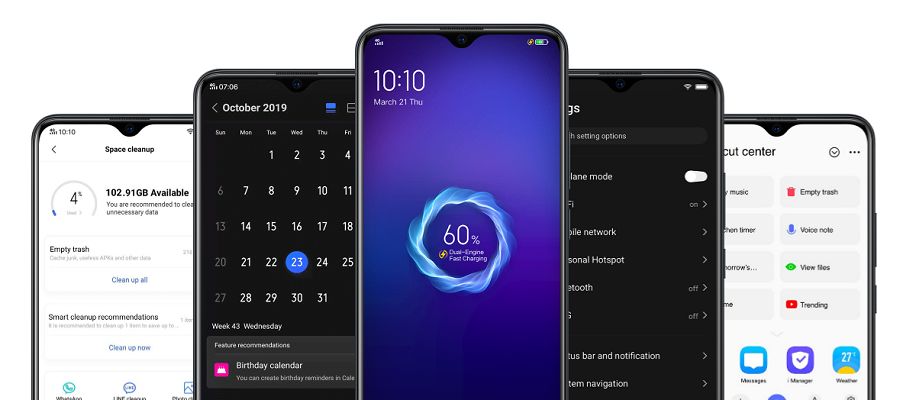 10:10
Space cleanup
4%
Used
102.91GB Available
You are recommended to clea
unnecessary data
Empty trash
Cache junk, useless APKs and other data
Clean up all
Smart cleanup recommendations
1 item
It is recommended to clean up 1 item to save up to...
Clean up now
WhatsApp
LINE cleanup
Photo cl
07:06
October 2019
Sun Mon Tue Wed Thu Fri
1 2 3 4
6 7 8 9 10 11
13 14 15 16 17 18
20 21 22 23 24 25
27 28 29 30 31
Week 43 Wednesday
Feature recommendations
Birthday calendar
You can create birthday reminders in Cale
10:10
March 21 Thu
60%
Dual-Engine
Fast Charging
gs
h setting options
lane mode
Fi
on
ile network
sonal Hotspot
etooth
off
off
tus bar and notification
tem navigation
cut center
y music
Empty trash
hen timer
Voice note
orrow's...
View files
me
Trending
Messages
i Manager
Weather
27°